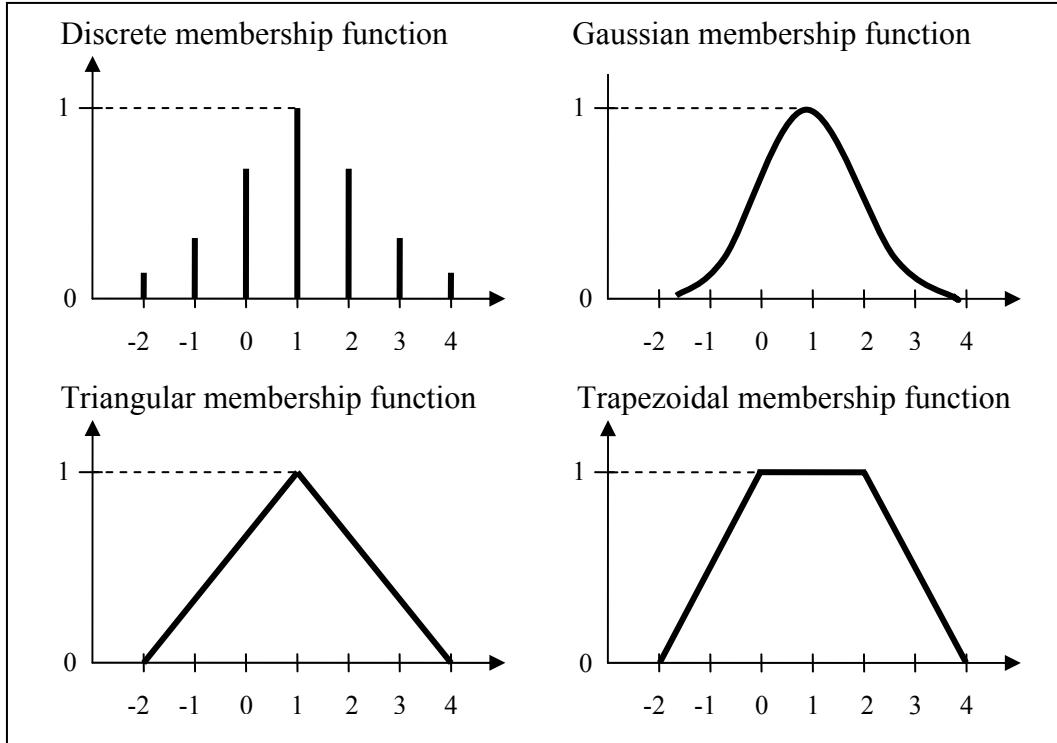 Discrete membership function
1
0
-2 -1 0 1 2 3 4
Gaussian membership function
1
0
-2 -1 0 1 2 3 4
Triangular membership function
1
0
-2 -1 0 1 2 3 4
Trapezoidal membership function
1
0
-2 -1 0 1 2 3 4